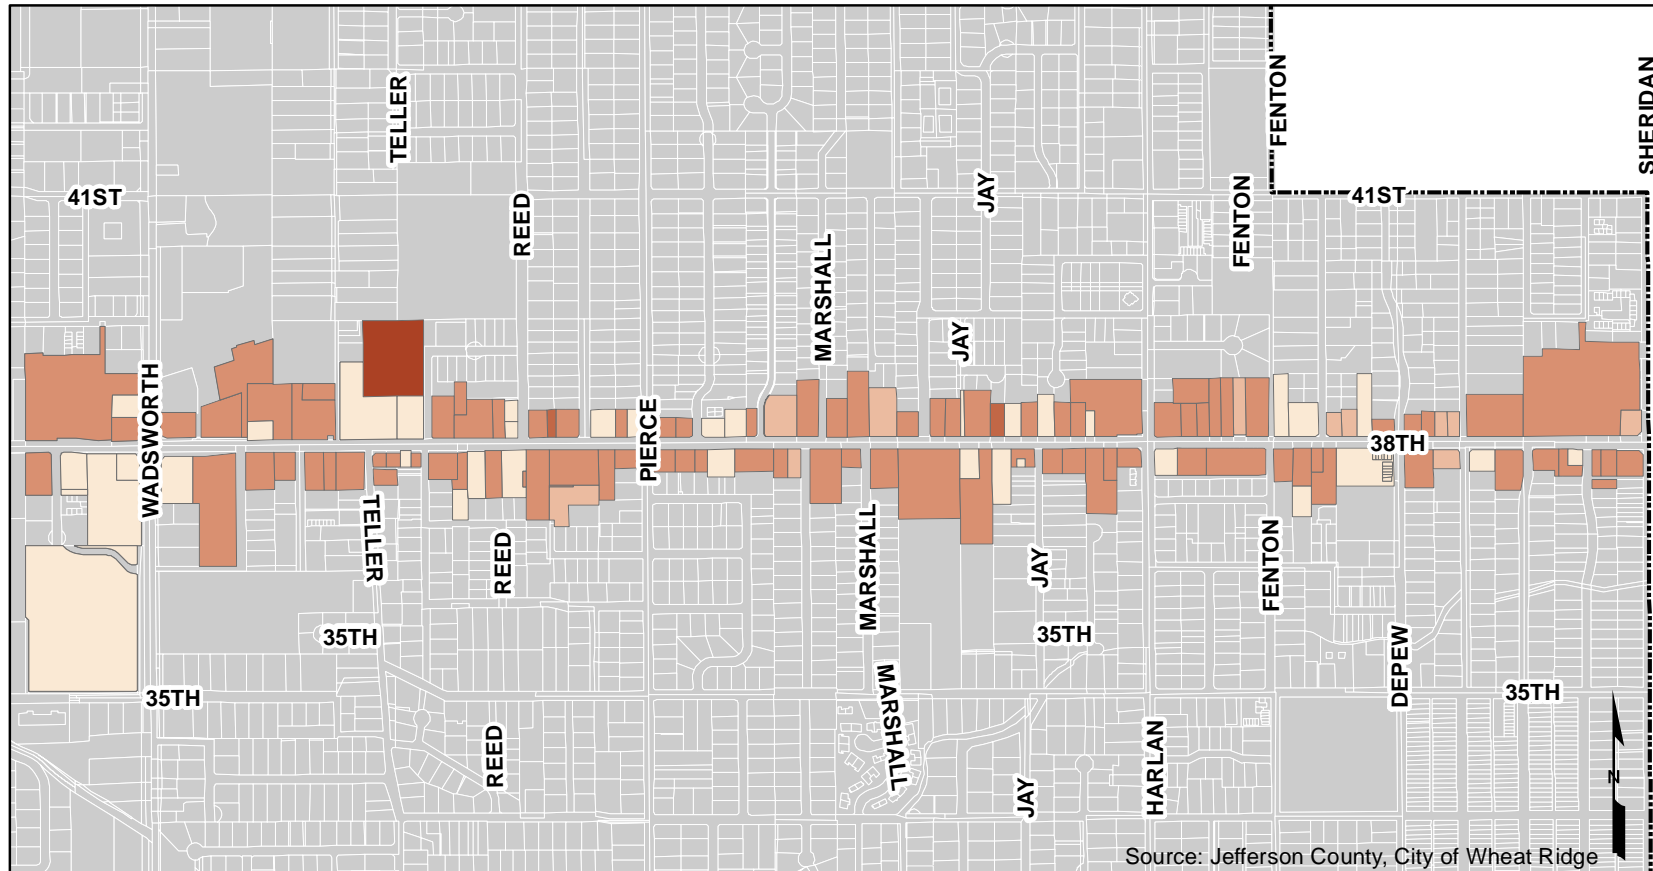 FENTON
SHERIDAN
TELLER
41ST
REED
JAY
FENTON
41ST
MARSHALL
JAY
WADSWORTH
PIERCE
38TH
TELLER
REED
MARSHALL
JAY
FENTON
35TH
35TH
DEPEW
35TH
35TH
MARSHALL
REED
JAY
HARLAN
N
Source: Jefferson County, City of Wheat Ridge